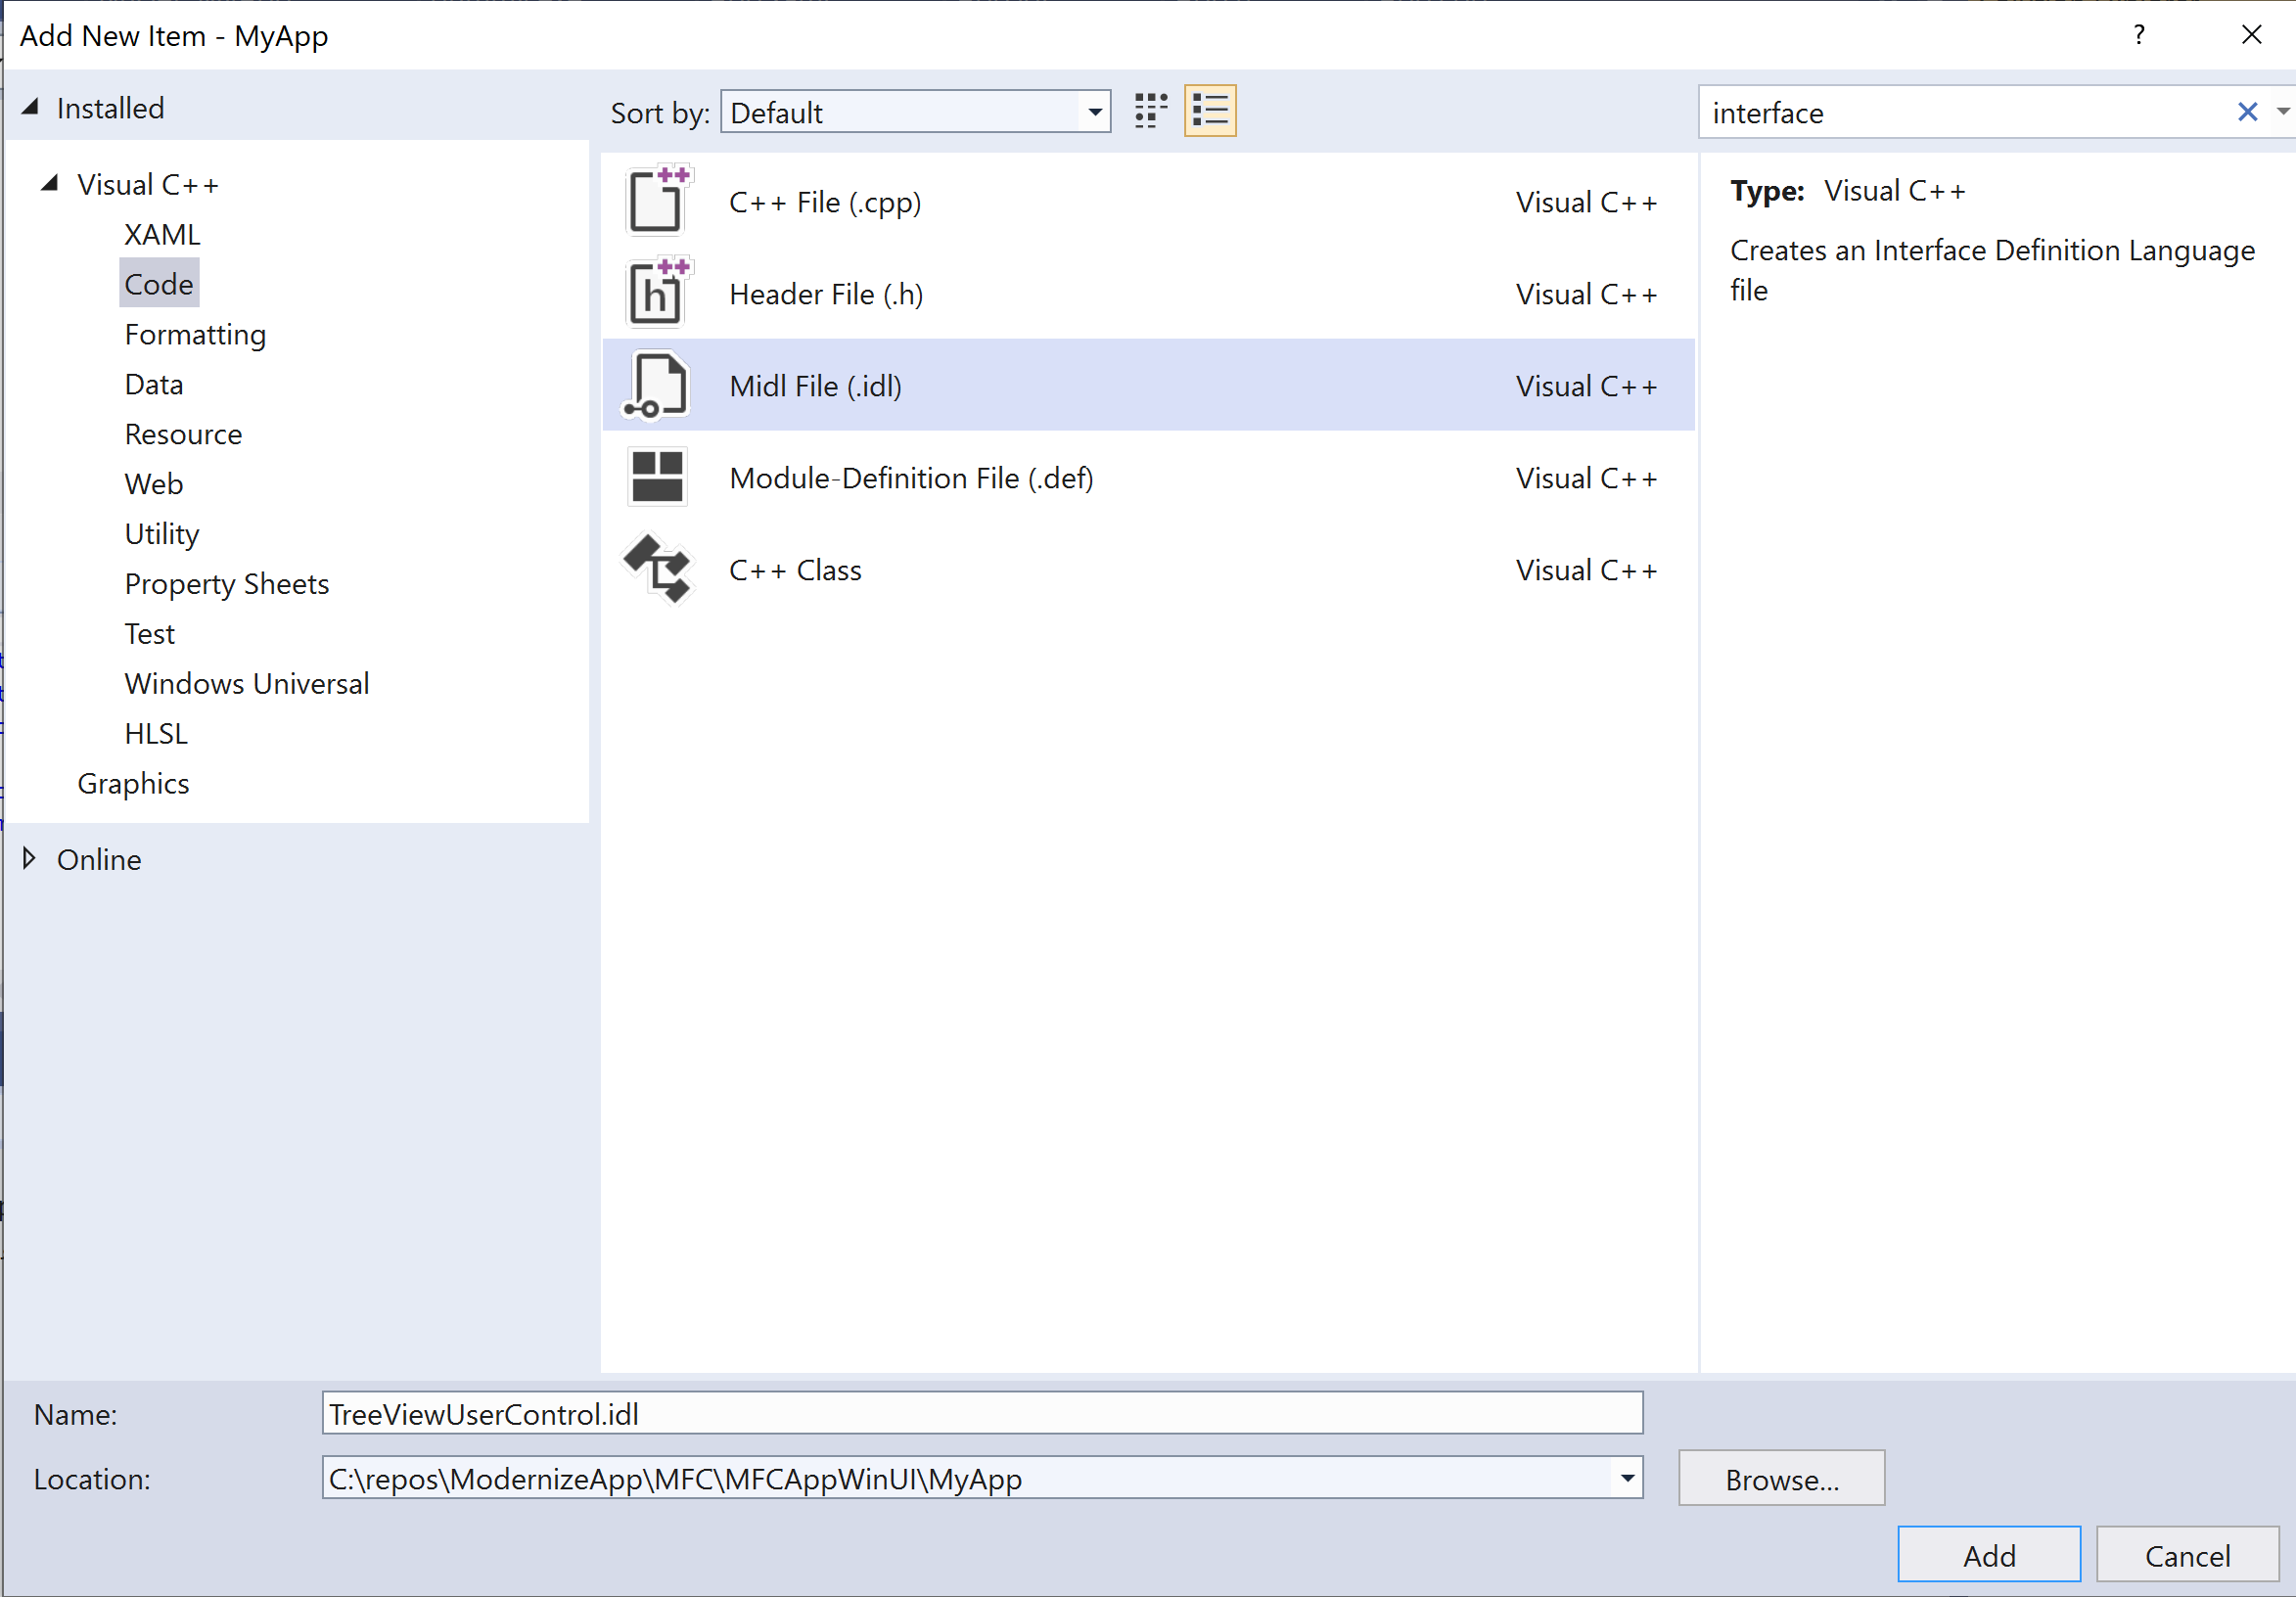 Add New Item - MyApp
?
Installed
Sort by:
Default
interface
Visual C++
XAML
Code
Formatting
Data
Resource
Web
Utility
Property Sheets
Test
Windows Universal
HLSL
Graphics
Online
C++ File (.cpp)
Visual C++
Header File (.h)
Visual C++
Midl File (.idl)
Visual C++
Module-Definition File (.def)
Visual C++
C++ Class
Visual C++
Type: Visual C++
Creates an Interface Definition Language
file
Name:
TreeViewUserControl.idl
Location:
C:\repos\ModernizeApp\MFC\MFCAppWinUI\MyApp
Browse...
Add
Cancel